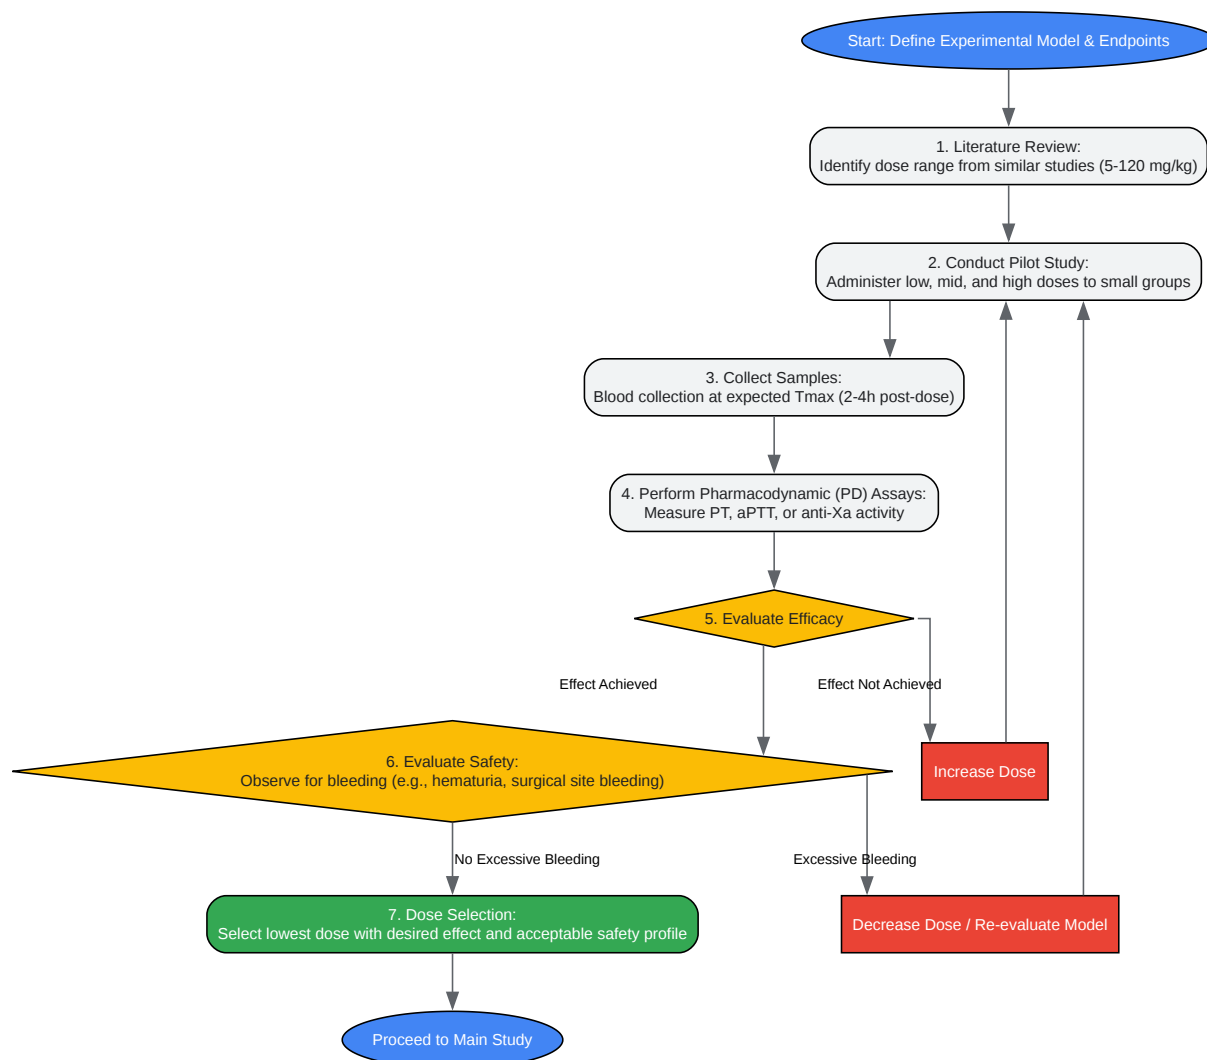 Start: Define Experimental Model & Endpoints
1. Literature Review:
Identify dose range from similar studies (5-120 mg/kg)
2. Conduct Pilot Study:
Administer low, mid, and high doses to small groups
3. Collect Samples:
Blood collection at expected Tmax (2-4h post-dose)
4. Perform Pharmacodynamic (PD) Assays:
Measure PT, aPTT, or anti-Xa activity
5. Evaluate Efficacy
Effect Achieved
Effect Not Achieved
6. Evaluate Safety:
Observe for bleeding (e.g., hematuria, surgical site bleeding)
Increase Dose
No Excessive Bleeding
Excessive Bleeding
7. Dose Selection:
Select lowest dose with desired effect and acceptable safety profile
Decrease Dose / Re-evaluate Model
Proceed to Main Study